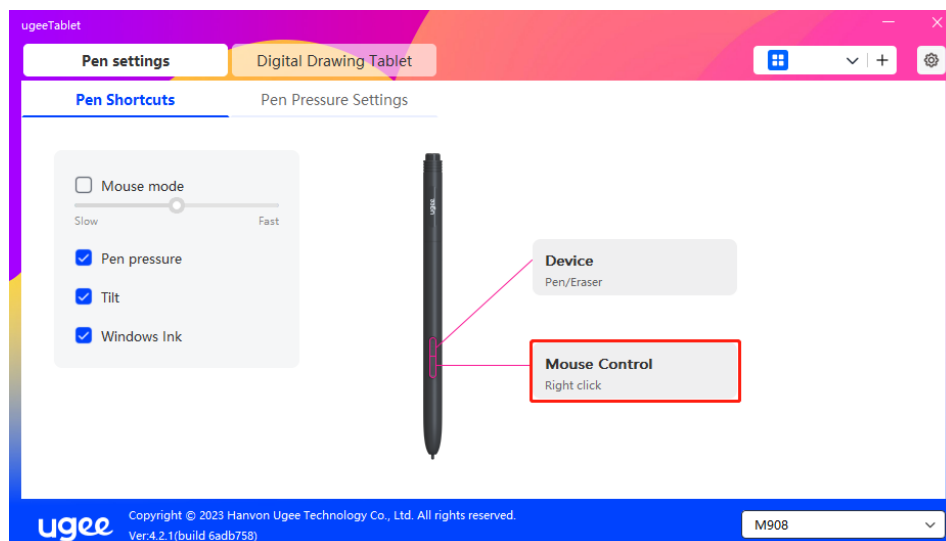 ugeeTablet
Pen settings
Digital Drawing Tablet
Pen Shortcuts
Pen Pressure Settings
Mouse mode
Slow
Fast
Pen pressure
Tilt
Windows Ink
ugee
Device
Pen/Eraser
Mouse Control
Right click
ugee
Copyright © 2023 Hanvon Ugee Technology Co., Ltd. All rights reserved.
Ver:4.2.1(build 6adb758)
M908